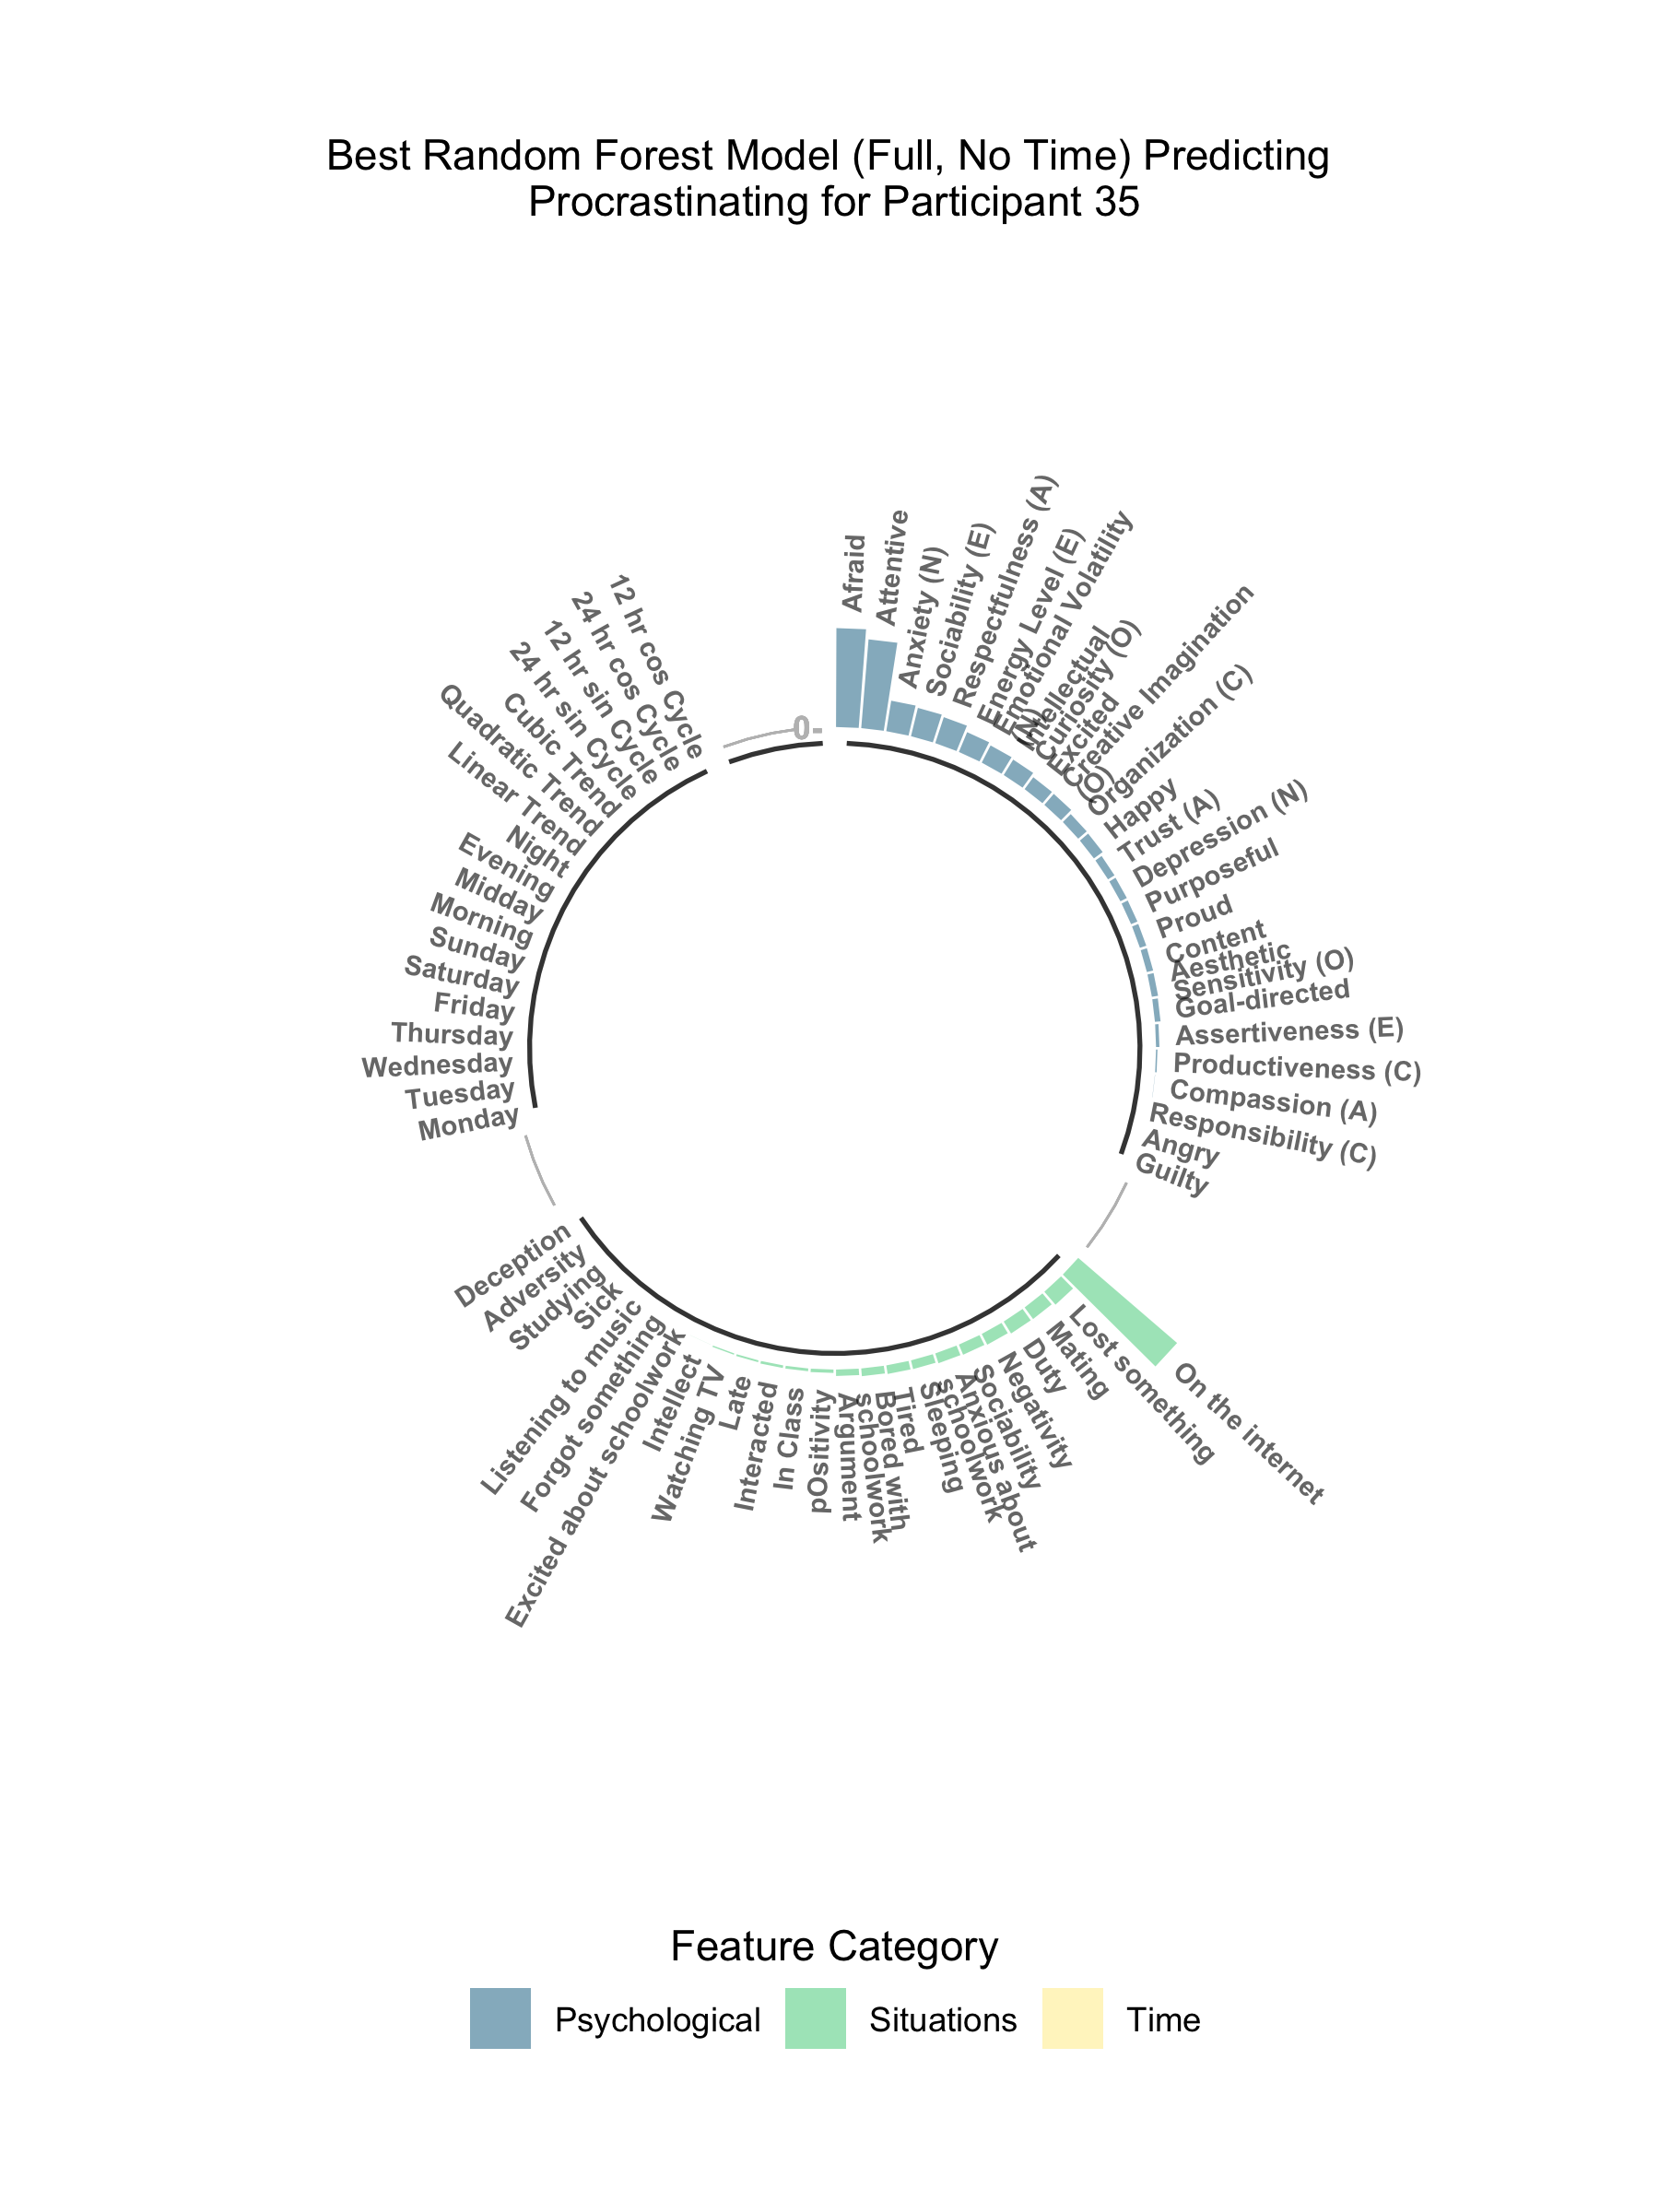 Best Random Forest Model (Full, No Time) Predicting
Procrastinating for Participant 35
0-
Afraid
Attentive
Anxiety (N)
Sociability (E)
Respectfulness (A)
Energy Level (E)
Emotional Volatility
(N)
Intellectual
Curiosity (O)
Excited
Creative Imagination
(O)
Organization (C)
Happy
Trust (A)
Depression (N)
Purposeful
Proud
Content
Aesthetic
Sensitivity (O)
Goal-directed
Assertiveness (E)
Productiveness (C)
Compassion (A)
Responsibility (C)
Angry
Guilty
On the internet
Lost something
Mating
Duty
Negativity
Sociability
Anxious about
schoolwork
Sleeping
Tired
Bored with
schoolwork
Argument
pOsitivity
In Class
Interacted
Late
Watching TV
Intellect
Excited about schoolwork
Forgot something
Listening to music
Sick
Studying
Adversity
Deception
Monday
Tuesday
Wednesday
Thursday
Friday
Saturday
Sunday
Morning
Midday
Evening
Night
Linear Trend
Quadratic Trend
Cubic Trend
24 hr sin Cycle
12 hr sin Cycle
24 hr cos Cycle
12 hr cos Cycle
Feature Category
Psychological
Situations
Time